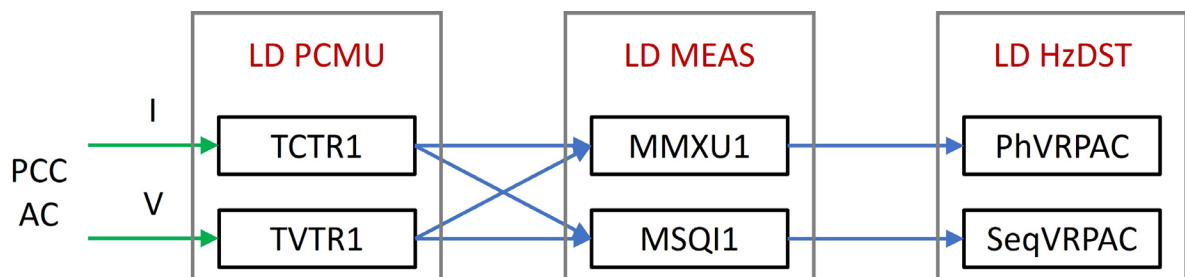 LD PCMU
LD MEAS
LD HzDST
I
TCTR1
MMXU1
PhVRPAC
PCC
AC
V
TVTR1
MSQI1
SeqVRPAC